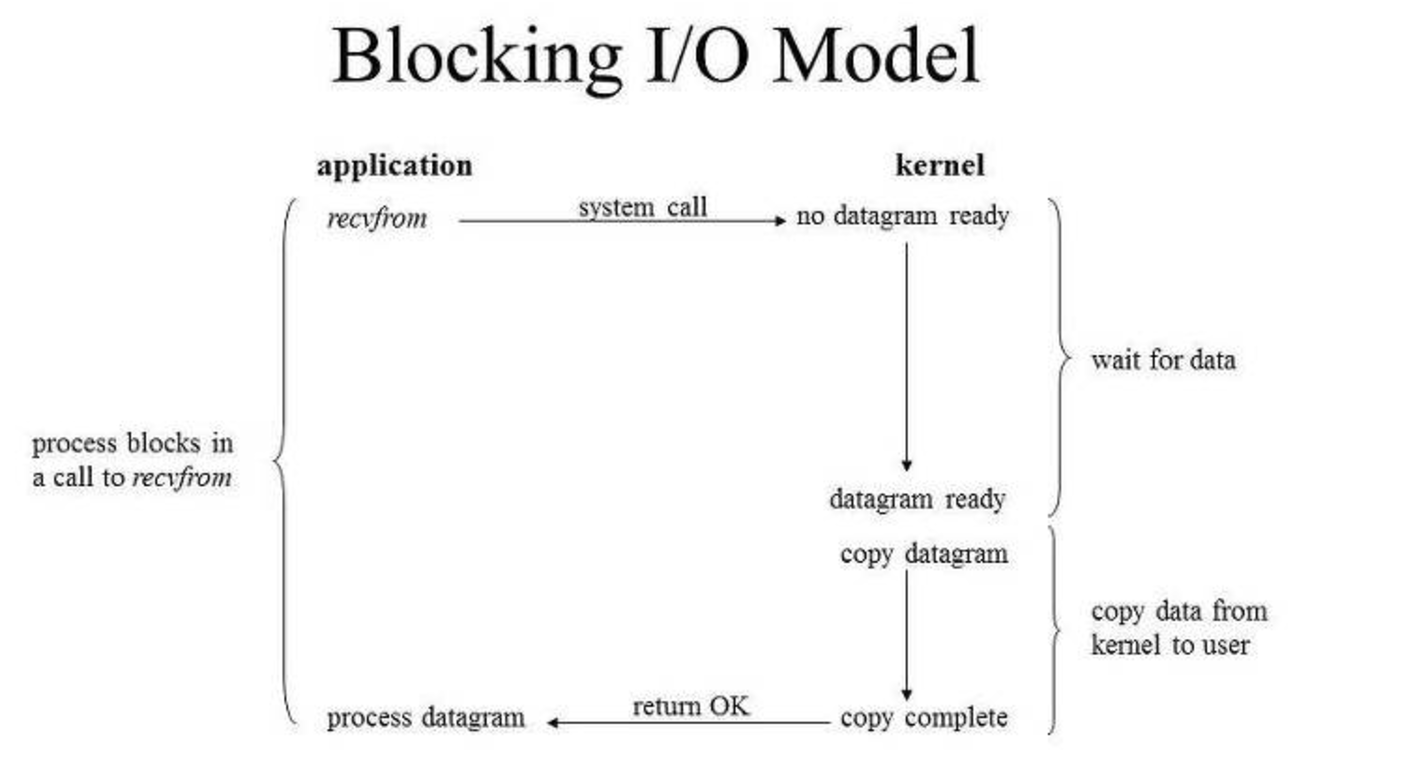 Blocking I/O Model
application
kernel
recvfrom
system call
no datagram ready
wait for data
process blocks in
a call to recvfrom
datagram ready
copy datagram
copy data from
kernel to user
process datagram
return OK
copy complete